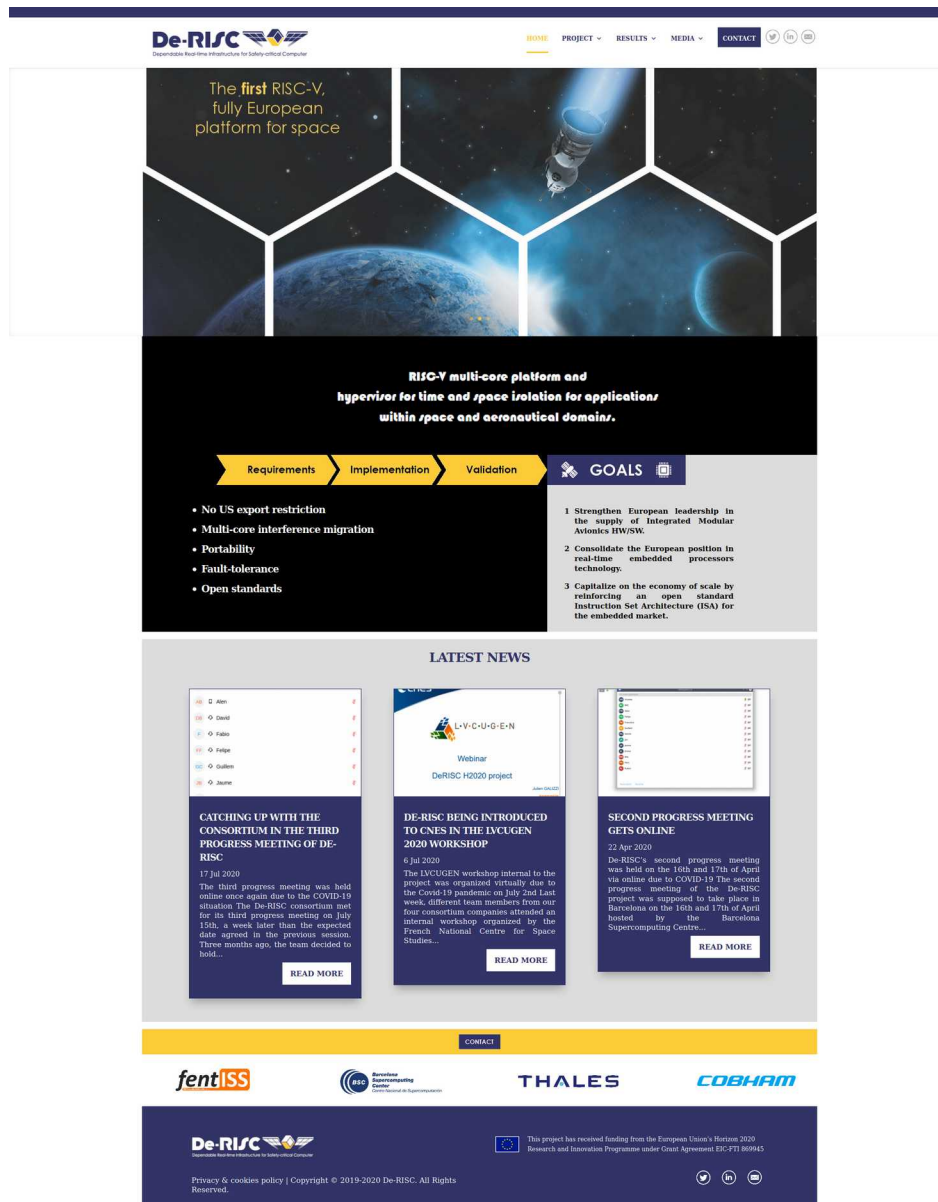 De-RISC
Dependable Real-time Infrastructure for Safety-critical Computer
HOME PROJECT RESULTS MEDIA CONTACT
The first RISC-V,
fully European
platform for space
RISC-V multi-core platform and
hypervisor for time and space isolation for applications
within space and aeronautical domains.
Requirements Implementation Validation
GOALS
• No US export restriction
• Multi-core interference migration
• Portability
• Fault-tolerance
• Open standards
1 Strengthen European leadership in
the supply of Integrated Modular
Avionics HW/SW.
2 Consolidate the European position in
real-time embedded processors
technology.
3 Capitalize on the economy of scale by
reinforcing an open standard
Instruction Set Architecture (ISA) for
the embedded market.
LATEST NEWS
Aten
David
Fabio
Felipe
Guillem
Jaume
CATCHING UP WITH THE
CONSORTIUM IN THE THIRD
PROGRESS MEETING OF DE-
RISC
17 Jul 2020
The third progress meeting was held
online once again due to the COVID-19
situation The De-RISC consortium met
for its third progress meeting on July
15th, a week later than the expected
date agreed in the previous session.
Three months ago, the team decided to
hold...
READ MORE
cnes
L•V•C•U•G•E•N
Webinar
DeRISC H2020 project
Julien GALIZZI
DE-RISC BEING INTRODUCED
TO CNES IN THE LVCUGEN
2020 WORKSHOP
6 Jul 2020
The LVCUGEN workshop internal to the
project was organized virtually due to
the Covid-19 pandemic on July 2nd Last
week, different team members from our
four consortium companies attended an
internal workshop organized by the
French National Centre for Space
Studies...
READ MORE
SECOND PROGRESS MEETING
GETS ONLINE
22 Apr 2020
De-RISC's second progress meeting
was held on the 16th and 17th of April
via online due to COVID-19 The second
progress meeting of the De-RISC
project was supposed to take place in
Barcelona on the 16th and 17th of April
hosted by the Barcelona
Supercomputing Centre...
READ MORE
CONTACT
fentISS
BSC
Barcelona
Supercomputing
Center
Centro Nacional de Supercomputación
THALES
COBHAM
De-RISC
Dependable Real-time Infrastructure for Safety-critical Computer
This project has received funding from the European Union's Horizon 2020
Research and Innovation Programme under Grant Agreement EIC-FTI 869945
Privacy & cookies policy | Copyright © 2019-2020 De-RISC. All Rights
Reserved.